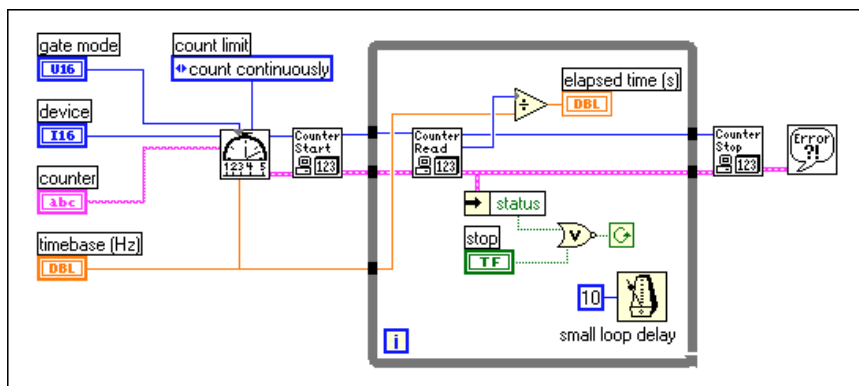 gate mode
U16
count limit
count continuously
device
I16
counter
abc
timebase (Hz)
DBL
1 2 3 4 5
Counter
Start
123
Counter
Read
123
elapsed time (s)
DBL
status
stop
TF
V
10
small loop delay
i
Counter
Stop
123
Error
?!